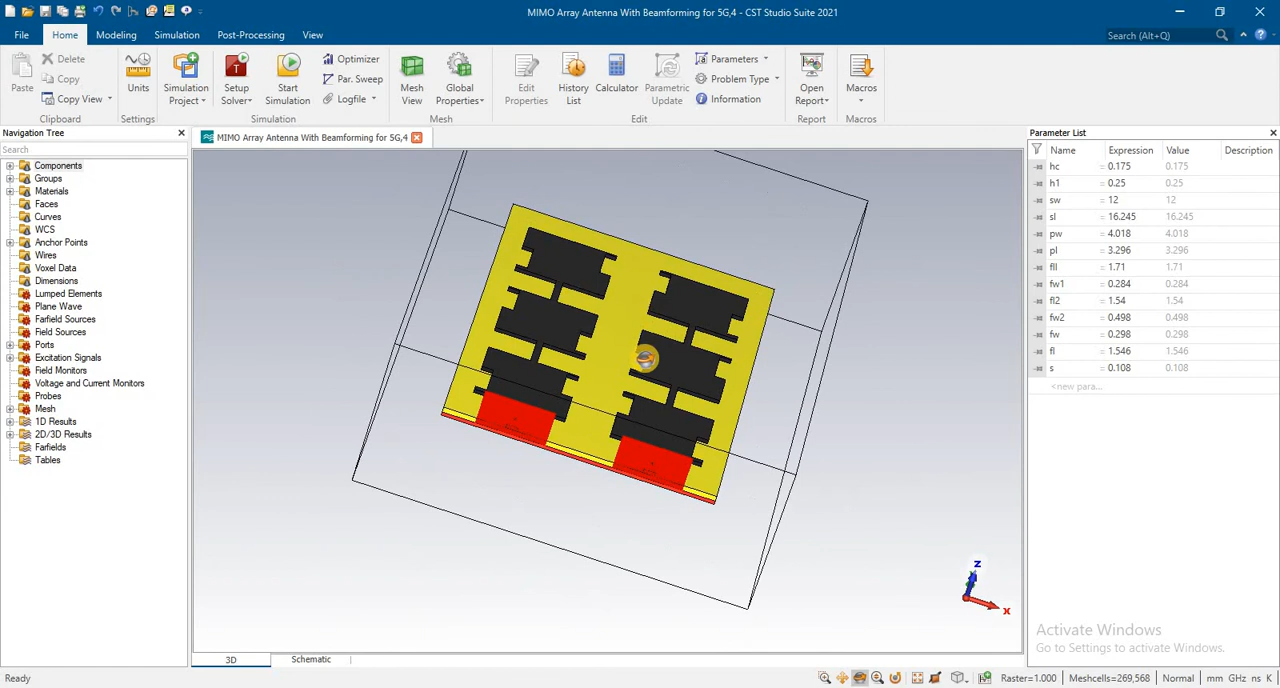 MIMO Array Antenna With Beamforming for 5G,4 - CST Studio Suite 2021
File Home Modeling Simulation Post-Processing View Search (Alt+Q)
Paste
Delete
Copy
Copy View
Clipboard
Units
Settings
Simulation Project
Setup Solver
Start Simulation
Optimizer
Par. Sweep
Logfile
Simulation
Mesh View
Global Properties
Mesh
Edit Properties
History List
Calculator
Parametric Update
Parameters
Problem Type
Information
Edit
Open Report
Report
Macros
Macros
Navigation Tree
Search
Components
Groups
Materials
Faces
Curves
WCS
Anchor Points
Wires
Voxel Data
Dimensions
Lumped Elements
Plane Wave
Farfield Sources
Field Sources
Ports
Excitation Signals
Field Monitors
Voltage and Current Monitors
Probes
Mesh
1D Results
2D/3D Results
Farfields
Tables
MIMO Array Antenna With Beamforming for 5G,4
z
x
3D Schematic
Parameter List
Name Expression Value Description
hc = 0.175 0.175
h1 = 0.25 0.25
sw = 12 12
sl = 16.245 16.245
pw = 4.018 4.018
pl = 3.296 3.296
fll = 1.71 1.71
fw1 = 0.284 0.284
fl2 = 1.54 1.54
fw2 = 0.498 0.498
fw = 0.298 0.298
fl = 1.546 1.546
s = 0.108 0.108
<new para...
Activate Windows
Go to Settings to activate Windows.
Ready
Raster=1.000 Meshcells=269,568 Normal mm GHz ns K